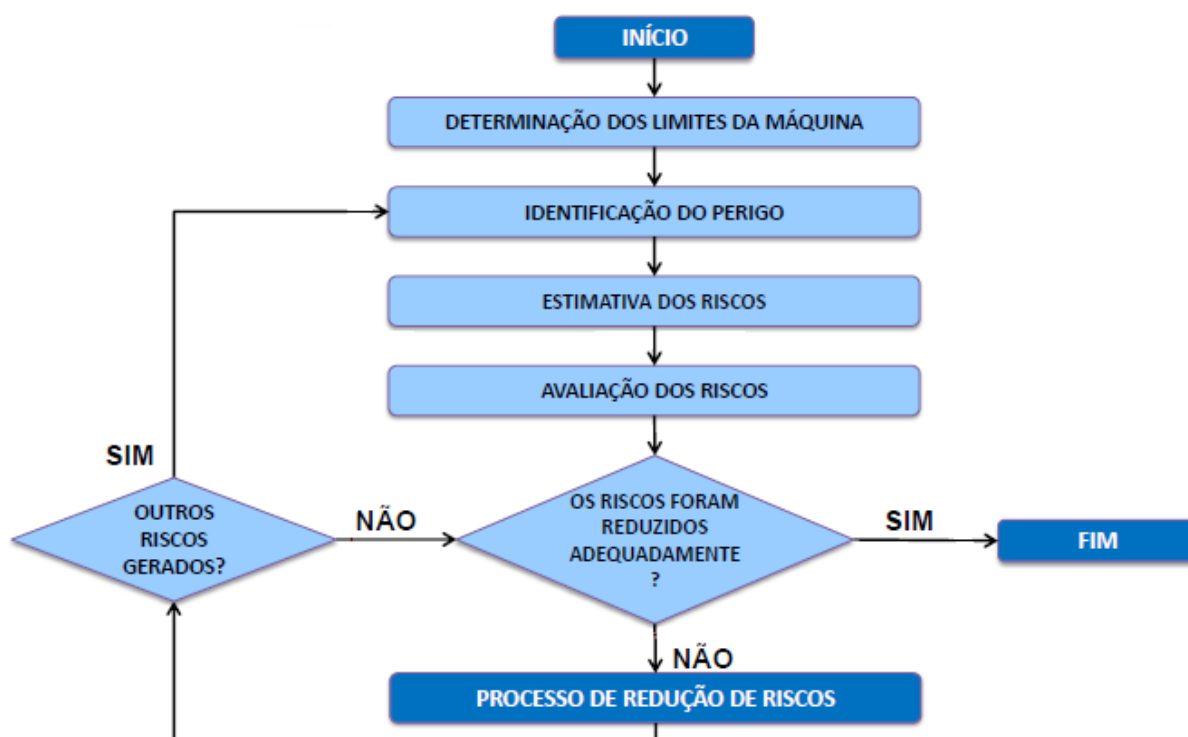 INÍCIO
DETERMINAÇÃO DOS LIMITES DA MÁQUINA
IDENTIFICAÇÃO DO PERIGO
ESTIMATIVA DOS RISCOS
AVALIAÇÃO DOS RISCOS
SIM
OUTROS
RISCOS
GERADOS?
NÃO
OS RISCOS FORAM
REDUZIDOS
ADEQUADAMENTE
?
SIM
FIM
NÃO
PROCESSO DE REDUÇÃO DE RISCOS